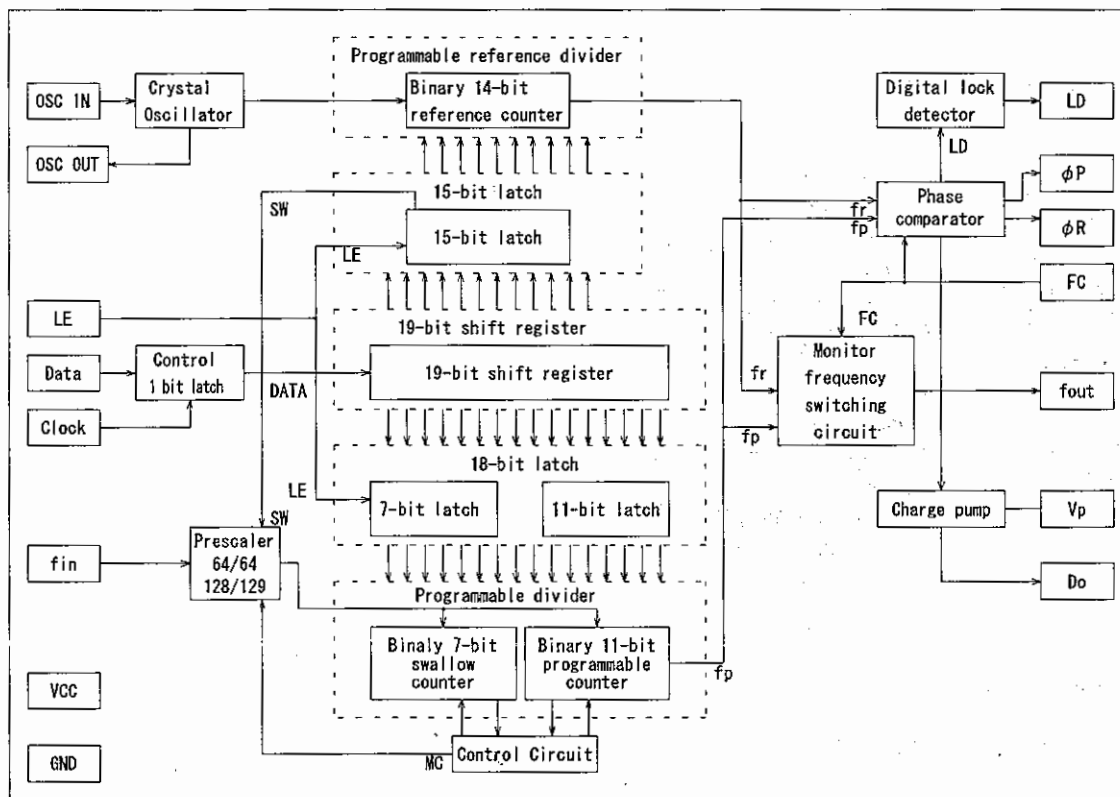 Programmable reference divider
OSC IN
Crystal
Oscillator
Binary 14-bit
reference counter
Digital lock
detector
LD
OSC OUT
LD
15-bit latch
SW
15-bit latch
LE
fr
fp
Phase
comparator
φP
φR
FC
LE
19-bit shift register
FC
Data
Control
1 bit latch
DATA
19-bit shift register
fr
Monitor
frequency
switching
circuit
fout
Clock
fp
18-bit latch
LE
7-bit latch
11-bit latch
Charge pump
Vp
SW
fin
Prescaler
64/64
128/129
Do
Programmable divider
Binaly 7-bit
swallow
counter
Binary 11-bit
programmable
counter
fp
VCC
GND
MC
Control Circuit